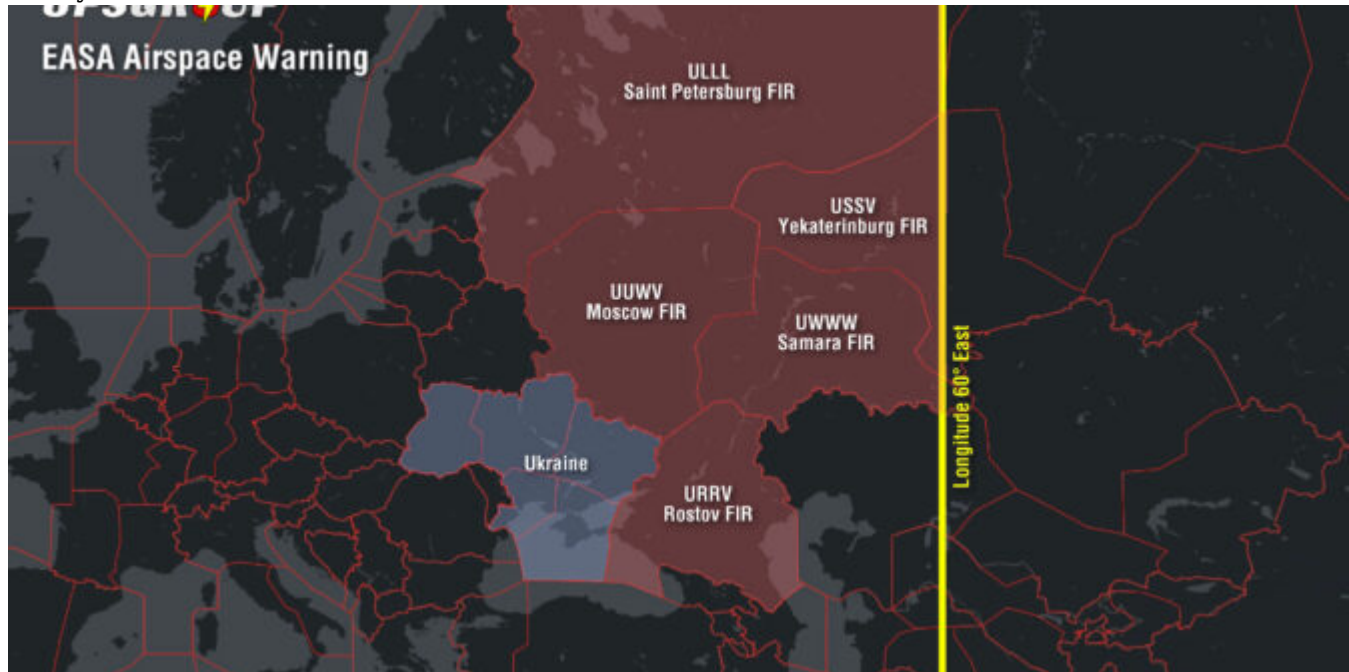 OPSGROUP
EASA Airspace Warning
ULLL
Saint Petersburg FIR
USSV
Yekaterinburg FIR
UUWV
Moscow FIR
UWWW
Samara FIR
Longitude 60° East
Ukraine
URRV
Rostov FIR